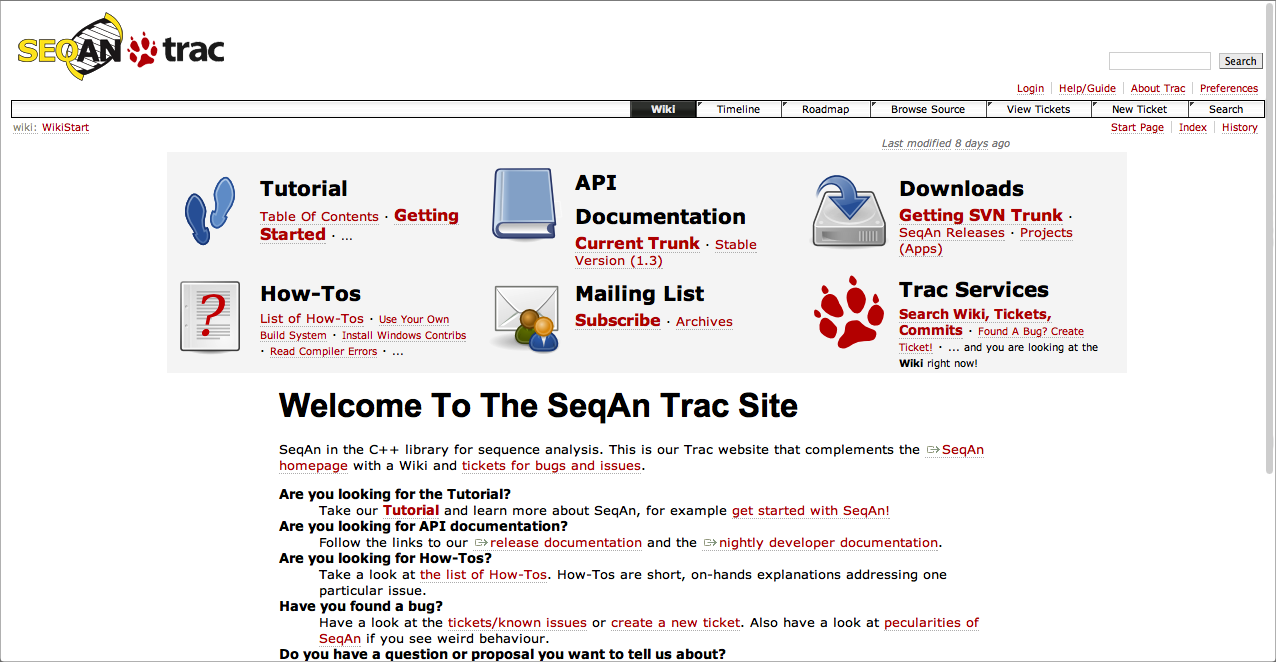 SEQAN trac
Search
Login Help/Guide About Trac Preferences
Wiki Timeline Roadmap Browse Source View Tickets New Ticket Search
wiki: WikiStart
Start Page Index History
Last modified 8 days ago
Tutorial
Table Of Contents · Getting
Started · ...
API
Documentation
Current Trunk · Stable
Version (1.3)
Downloads
Getting SVN Trunk ·
SeqAn Releases · Projects
(Apps)
?
How-Tos
List of How-Tos · Use Your Own
Build System · Install Windows Contribs
· Read Compiler Errors · ...
Mailing List
Subscribe · Archives
Trac Services
Search Wiki, Tickets,
Commits · Found A Bug? Create
Ticket! · ... and you are looking at the
Wiki right now!
Welcome To The SeqAn Trac Site
SeqAn in the C++ library for sequence analysis. This is our Trac website that complements the SeqAn
homepage with a Wiki and tickets for bugs and issues.
Are you looking for the Tutorial?
Take our Tutorial and learn more about SeqAn, for example get started with SeqAn!
Are you looking for API documentation?
Follow the links to our release documentation and the nightly developer documentation.
Are you looking for How-Tos?
Take a look at the list of How-Tos. How-Tos are short, on-hands explanations addressing one
particular issue.
Have you found a bug?
Have a look at the tickets/known issues or create a new ticket. Also have a look at pecularities of
SeqAn if you see weird behaviour.
Do you have a question or proposal you want to tell us about?